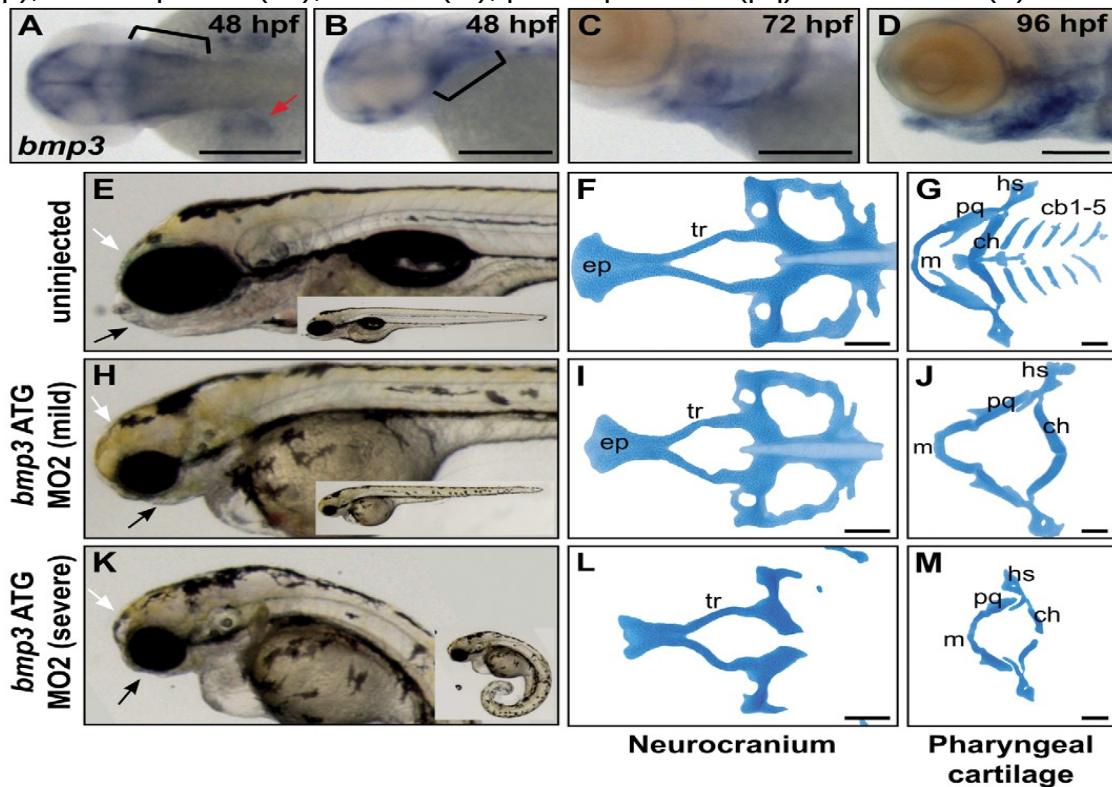 A 48 hpf
bmp3
B 48 hpf
C 72 hpf
D 96 hpf
uninjected
E
F
ep
tr
G
hs
pq
cb1-5
ch
m
bmp3 ATG
MO2 (mild)
H
I
ep
tr
J
hs
pq
ch
m
bmp3 ATG
MO2 (severe)
K
L
tr
M
hs
pq
ch
m
Neurocranium
Pharyngeal
cartilage